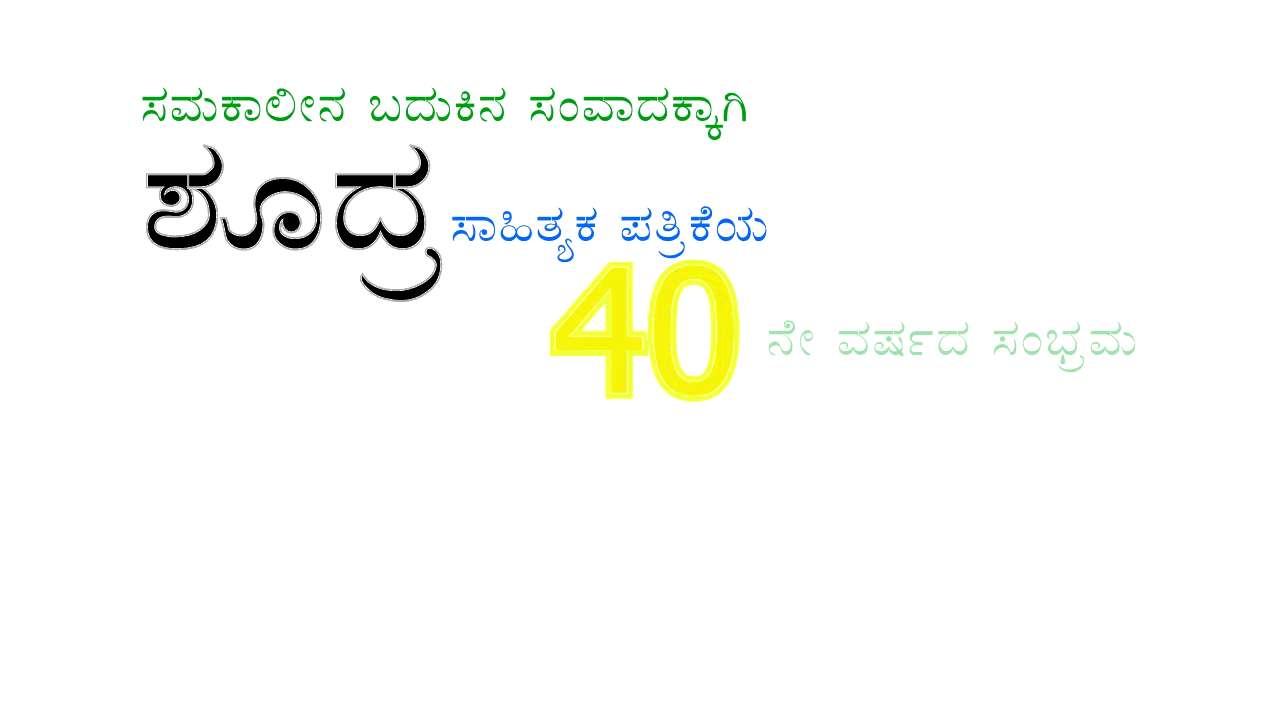 ಸಮಕಾಲೀನ ಬದುಕಿನ ಸಂವಾದಕ್ಕಾಗಿ
ಶೂದ್ರ ಸಾಹಿತ್ಯಕ ಪತ್ರಿಕೆಯ
40 ನೇ ವರ್ಷದ ಸಂಭ್ರಮ